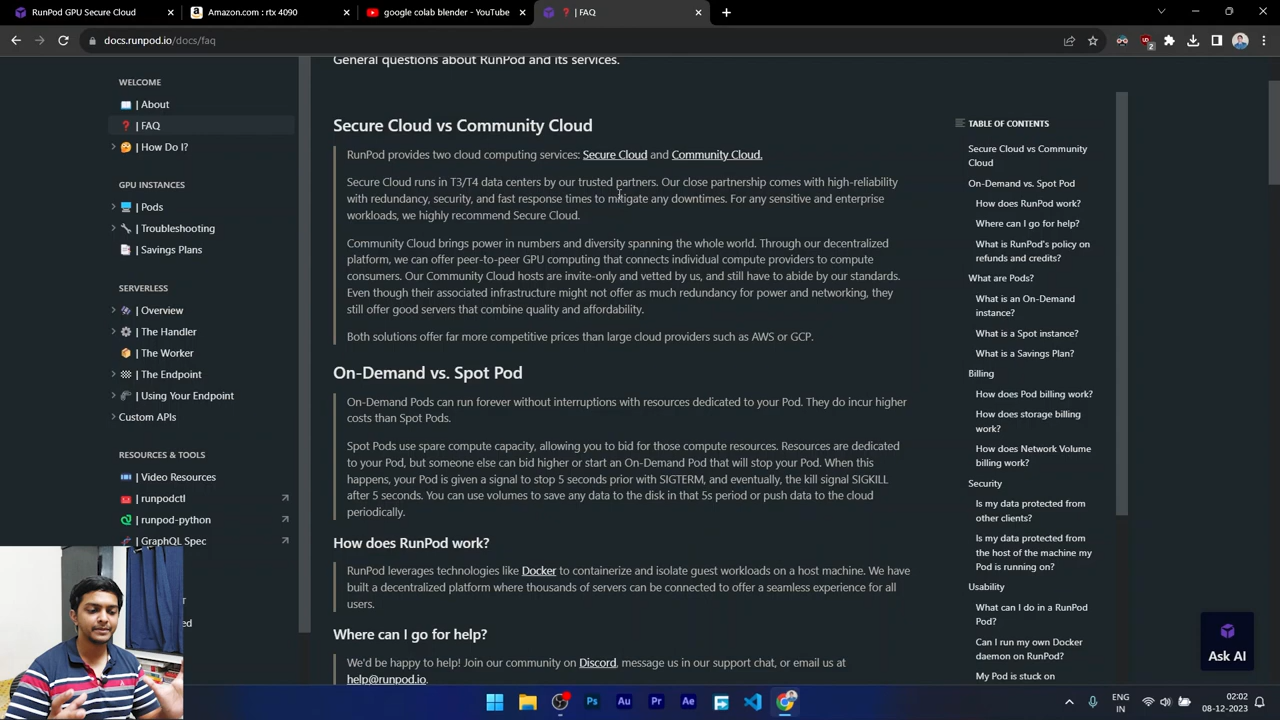 RunPod GPU Secure Cloud
Amazon.com : rtx 4090
google colab blender - YouTube
❓ | FAQ
docs.runpod.io/docs/faq
2
WELCOME
| About
| FAQ
| How Do I?
GPU INSTANCES
| Pods
| Troubleshooting
| Savings Plans
SERVERLESS
| Overview
| The Handler
| The Worker
| The Endpoint
| Using Your Endpoint
Custom APIs
RESOURCES & TOOLS
| Video Resources
| runpodctl
| runpod-python
| GraphQL Spec
General questions about RunPod and its services.
Secure Cloud vs Community Cloud
RunPod provides two cloud computing services: Secure Cloud and Community Cloud.
Secure Cloud runs in T3/T4 data centers by our trusted partners. Our close partnership comes with high-reliability
with redundancy, security, and fast response times to mitigate any downtimes. For any sensitive and enterprise
workloads, we highly recommend Secure Cloud.
Community Cloud brings power in numbers and diversity spanning the whole world. Through our decentralized
platform, we can offer peer-to-peer GPU computing that connects individual compute providers to compute
consumers. Our Community Cloud hosts are invite-only and vetted by us, and still have to abide by our standards.
Even though their associated infrastructure might not offer as much redundancy for power and networking, they
still offer good servers that combine quality and affordability.
Both solutions offer far more competitive prices than large cloud providers such as AWS or GCP.
On-Demand vs. Spot Pod
On-Demand Pods can run forever without interruptions with resources dedicated to your Pod. They do incur higher
costs than Spot Pods.
Spot Pods use spare compute capacity, allowing you to bid for those compute resources. Resources are dedicated
to your Pod, but someone else can bid higher or start an On-Demand Pod that will stop your Pod. When this
happens, your Pod is given a signal to stop 5 seconds prior with SIGTERM, and eventually, the kill signal SIGKILL
after 5 seconds. You can use volumes to save any data to the disk in that 5s period or push data to the cloud
periodically.
How does RunPod work?
RunPod leverages technologies like Docker to containerize and isolate guest workloads on a host machine. We have
built a decentralized platform where thousands of servers can be connected to offer a seamless experience for all
users.
Where can I go for help?
We'd be happy to help! Join our community on Discord, message us in our support chat, or email us at
help@runpod.io.
TABLE OF CONTENTS
Secure Cloud vs Community
Cloud
On-Demand vs. Spot Pod
How does RunPod work?
Where can I go for help?
What is RunPod's policy on
refunds and credits?
What are Pods?
What is an On-Demand
instance?
What is a Spot instance?
What is a Savings Plan?
Billing
How does Pod billing work?
How does storage billing
work?
How does Network Volume
billing work?
Security
Is my data protected from
other clients?
Is my data protected from
the host of the machine my
Pod is running on?
Usability
What can I do in a RunPod
Pod?
Can I run my own Docker
daemon on RunPod?
My Pod is stuck on
Ask AI
Ps
Au
Pr
Ae
ENG
IN
02:02
08-12-2023